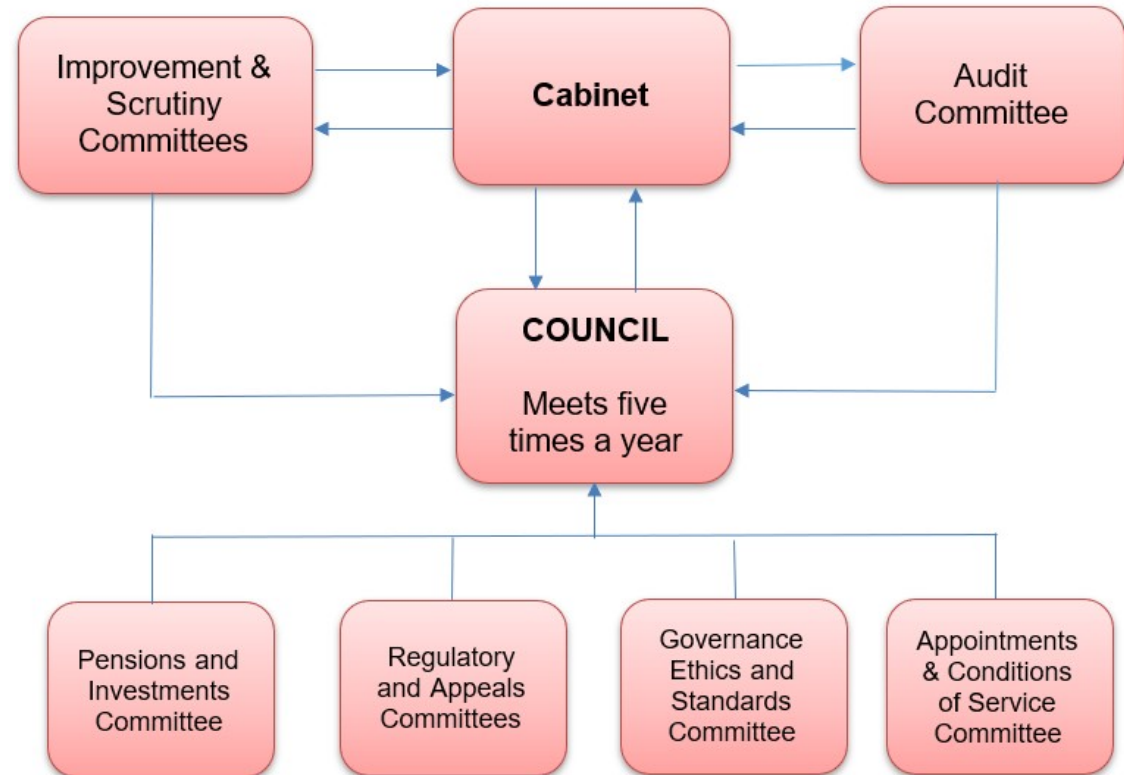 Improvement &
Scrutiny
Committees
Cabinet
Audit
Committee
COUNCIL
Meets five
times a year
Pensions and
Investments
Committee
Regulatory
and Appeals
Committees
Governance
Ethics and
Standards
Committee
Appointments
& Conditions
of Service
Committee